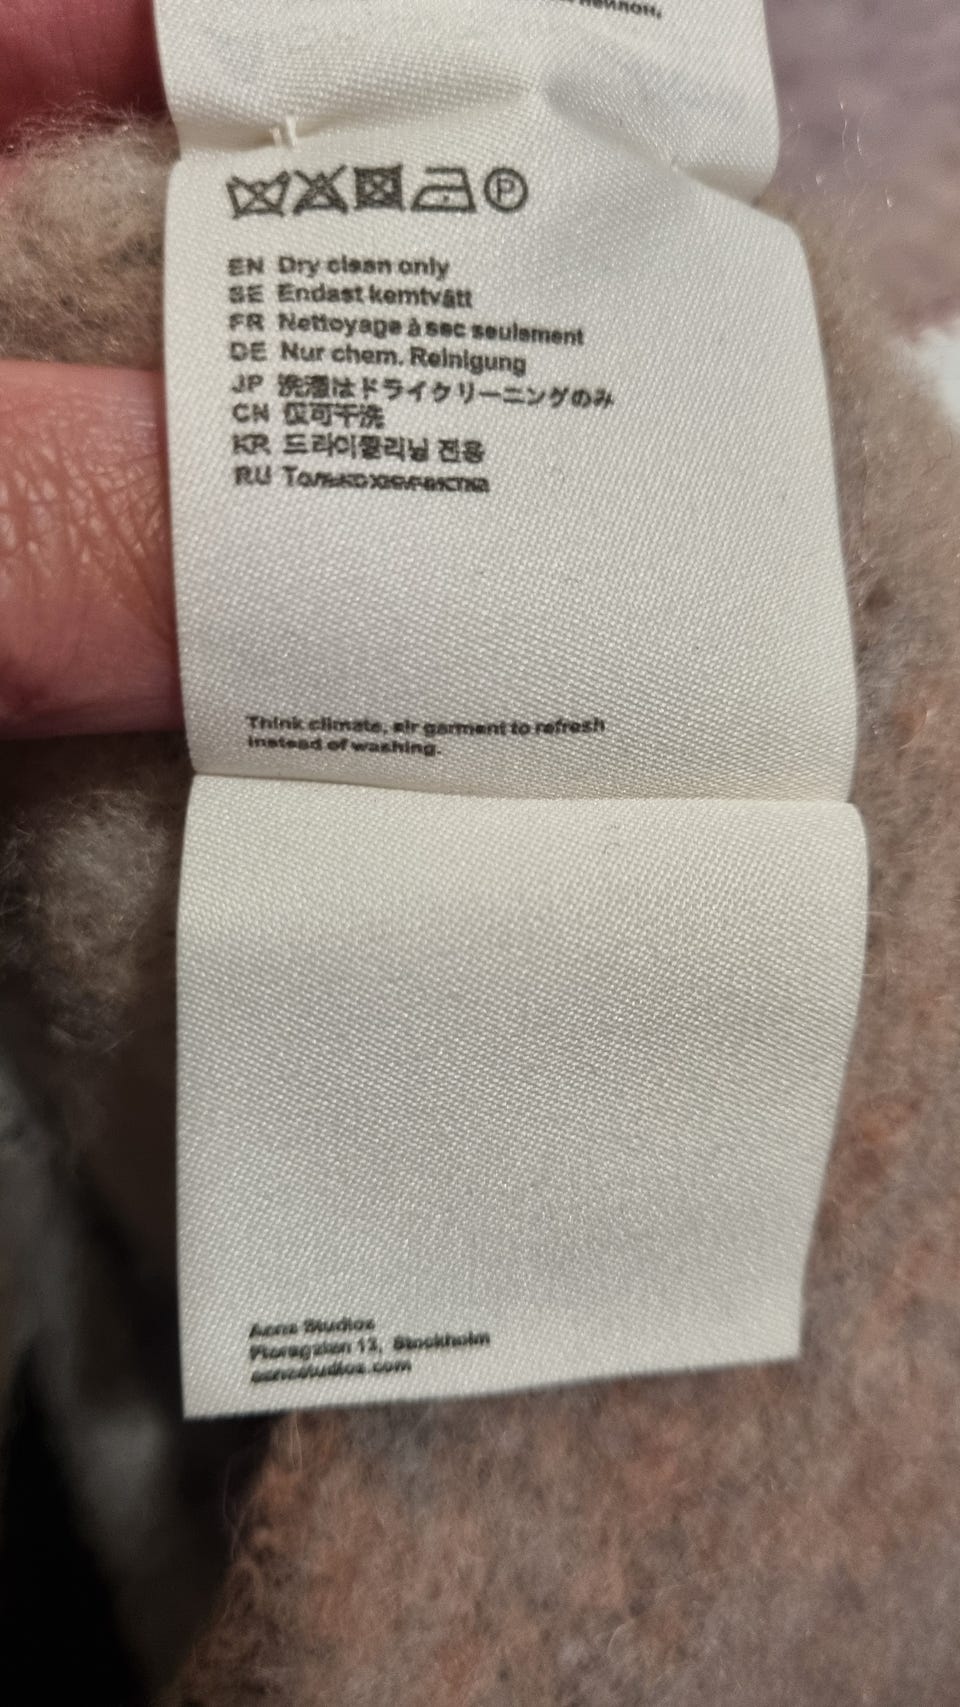 нейлон,
EN Dry clean only
SE Endast kemtvätt
FR Nettoyage à sec seulement
DE Nur chem. Reinigung
JP 洗濯はドライクリーニングのみ
CN 仅可干洗
KR 드라이클리닝 전용
RU Только химчистка
Think climate, air garment to refresh
instead of washing.
Acne Studios
Floragatan 13, Stockholm
acnestudios.com